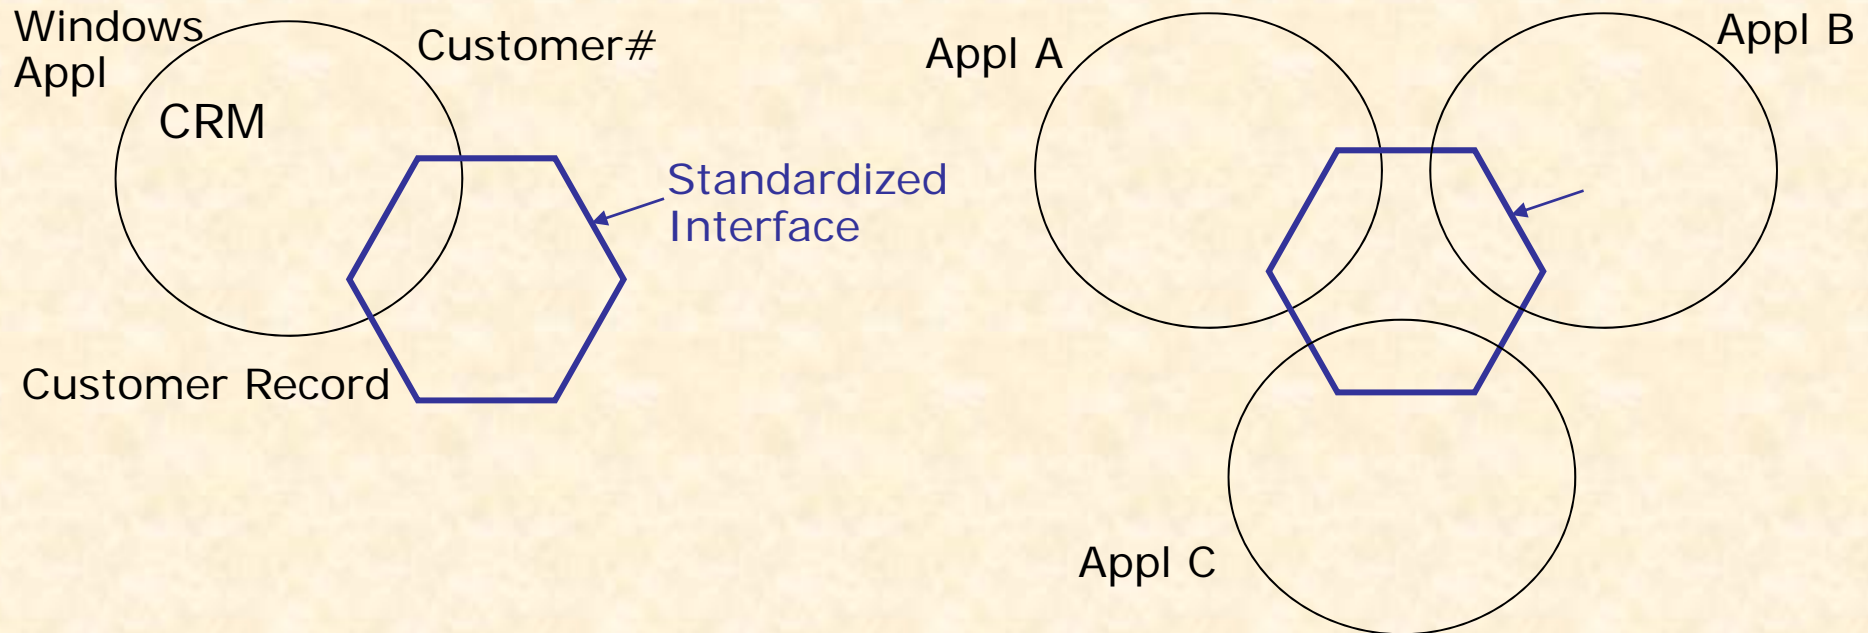 Windows
Appl
CRM
Customer#
Standardized
Interface
Customer Record
Appl A
Appl B
Appl C